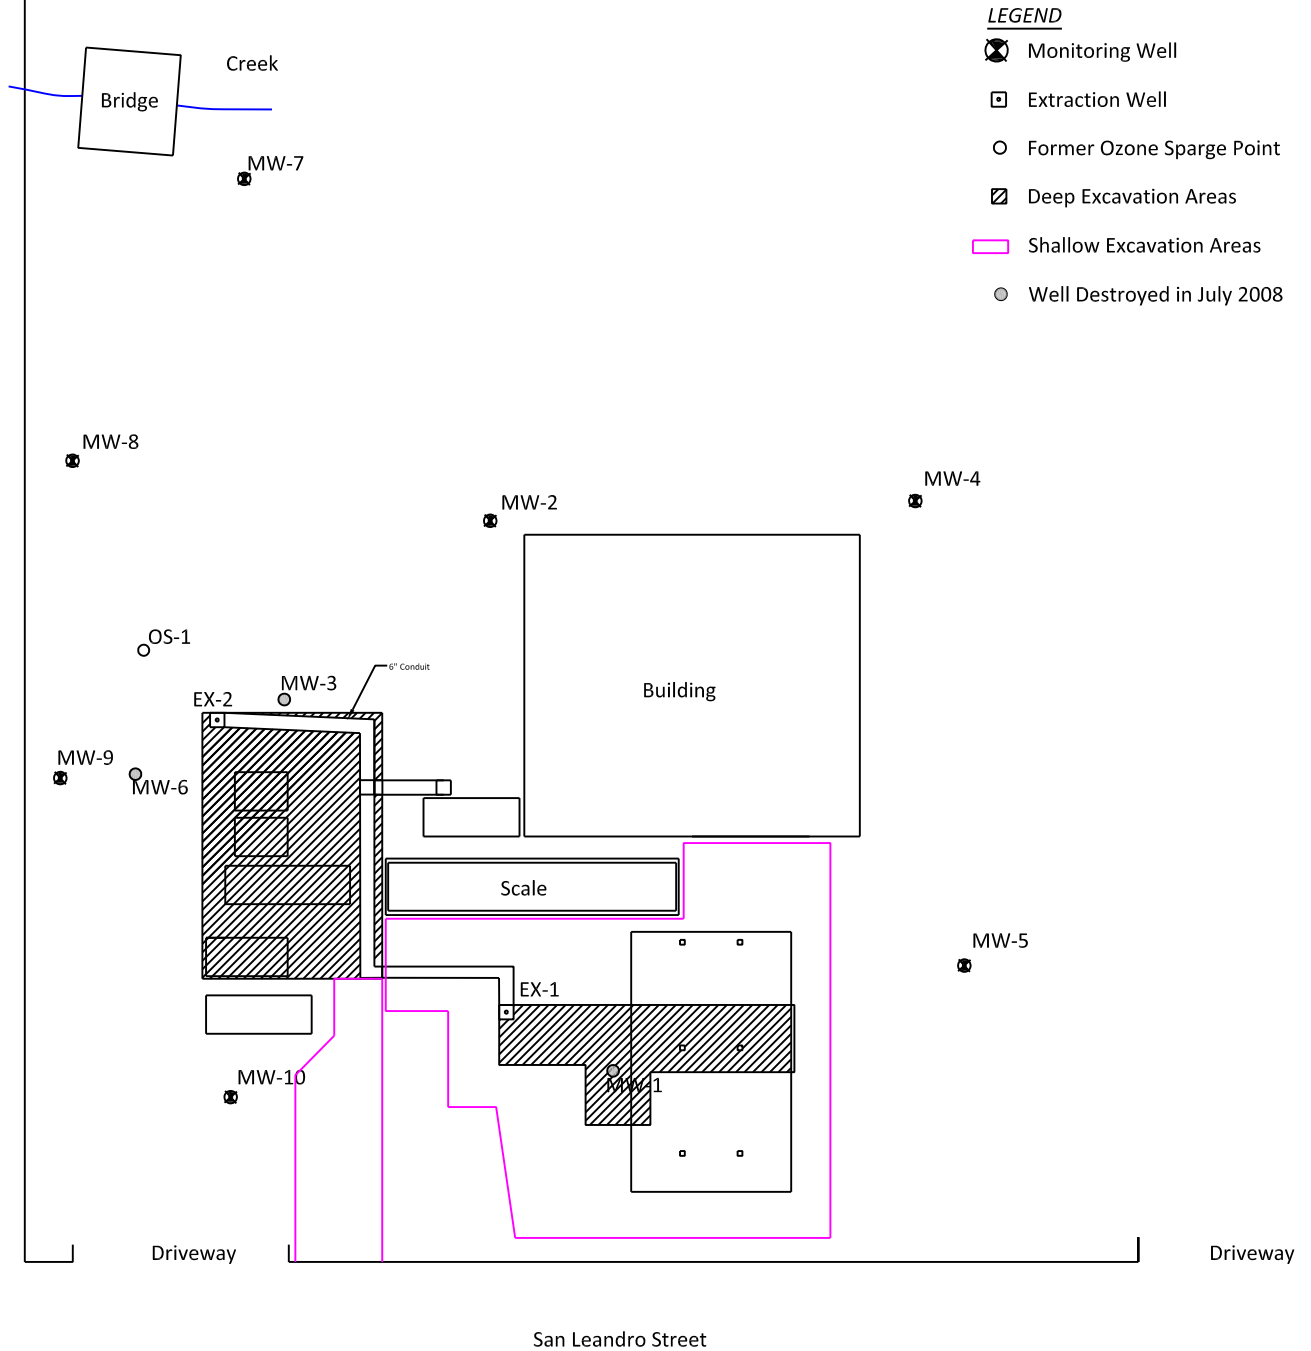 LEGEND
Monitoring Well
Extraction Well
Former Ozone Sparge Point
Deep Excavation Areas
Shallow Excavation Areas
Well Destroyed in July 2008
Creek
Bridge
MW-7
MW-8
MW-4
MW-2
OS-1
6" Conduit
MW-3
EX-2
Building
MW-9
MW-6
Scale
MW-5
EX-1
MW-10
MW-1
Driveway
Driveway
San Leandro Street